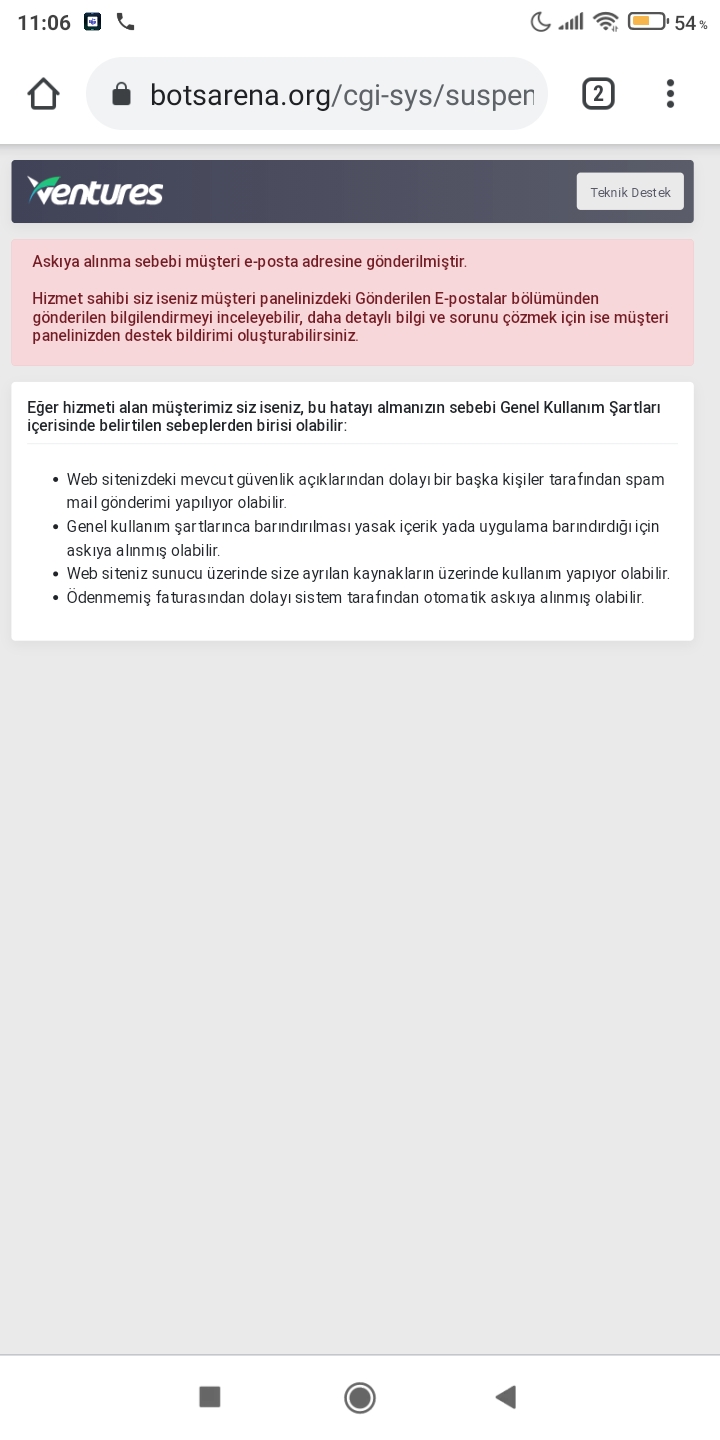 11:06
54 %
botsarena.org/cgi-sys/suspen
2
Ventures
Teknik Destek
Askıya alınma sebebi müşteri e-posta adresine gönderilmiştir.
Hizmet sahibi siz iseniz müşteri panelinizdeki Gönderilen E-postalar bölümünden
gönderilen bilgilendirmeyi inceleyebilir, daha detaylı bilgi ve sorunu çözmek için ise müşteri
panelinizden destek bildirimi oluşturabilirsiniz.
Eğer hizmeti alan müşterimiz siz iseniz, bu hatayı almanızın sebebi Genel Kullanım Şartları
içerisinde belirtilen sebeplerden birisi olabilir:
• Web sitenizdeki mevcut güvenlik açıklarından dolayı bir başka kişiler tarafından spam
mail gönderimi yapılıyor olabilir.
• Genel kullanım şartlarınca barındırılması yasak içerik yada uygulama barındırdığı için
askıya alınmış olabilir.
• Web siteniz sunucu üzerinde size ayrılan kaynakların üzerinde kullanım yapıyor olabilir.
• Ödenmemiş faturasından dolayı sistem tarafından otomatik askıya alınmış olabilir.